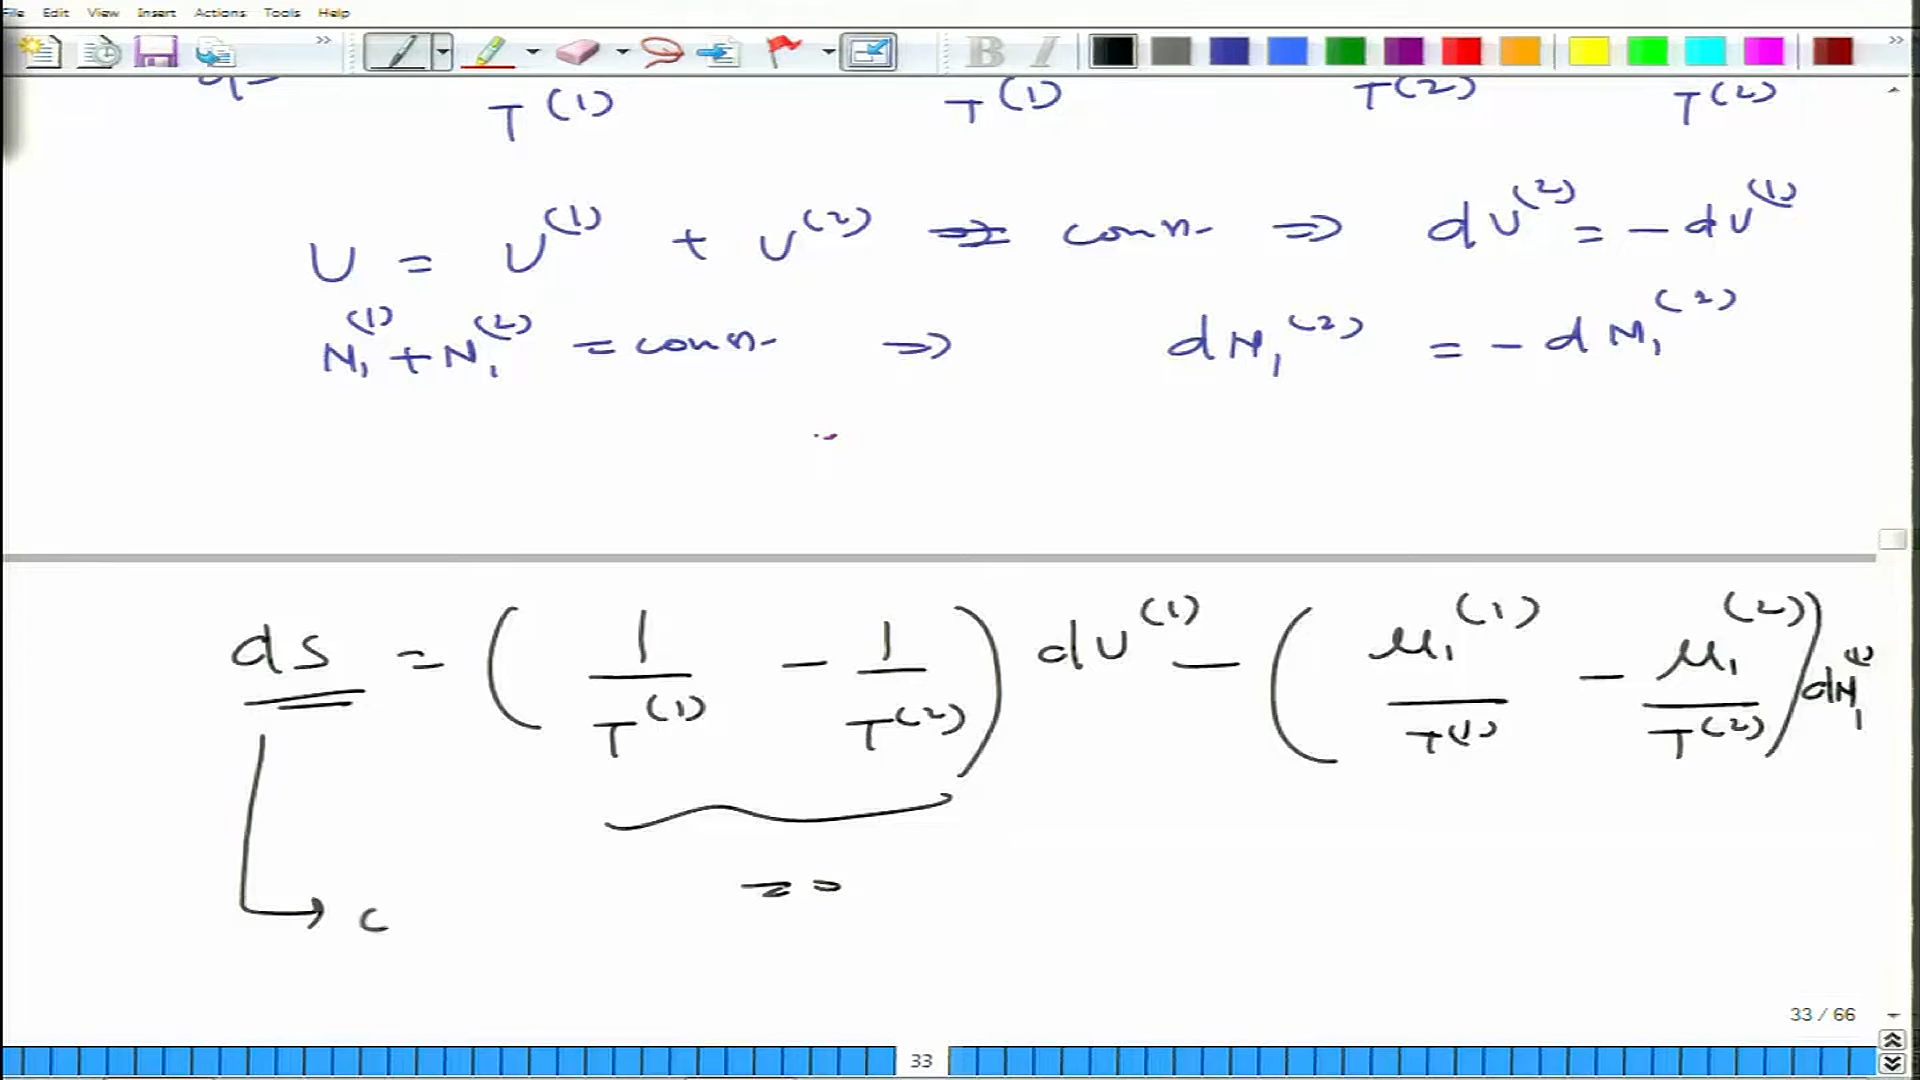 File Edit View Insert Actions Tools Help
B I
T(1) T(1) T(2) T(2)
U = U(1) + U(2) = const. ⇒ dU(2) = - dU(1)
N1(1) + N1(2) = const. ⇒ dN1(2) = - dN1(2)
ds = ( 1/T(1) - 1/T(2) ) dU(1) - ( μ1(1)/T(1) - μ1(2)/T(2) ) dN1(1)
= 0
33 / 66
33